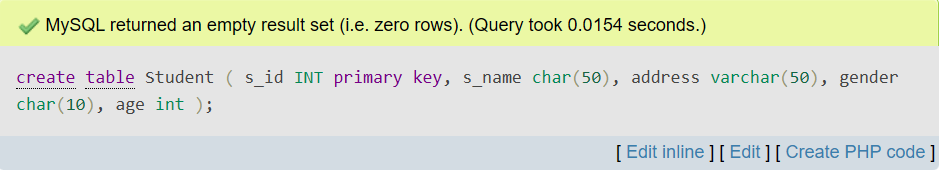 MySQL returned an empty result set (i.e. zero rows). (Query took 0.0154 seconds.)
create table Student ( s_id INT primary key, s_name char(50), address varchar(50), gender
char(10), age int );
[ Edit inline ] [ Edit ] [ Create PHP code ]